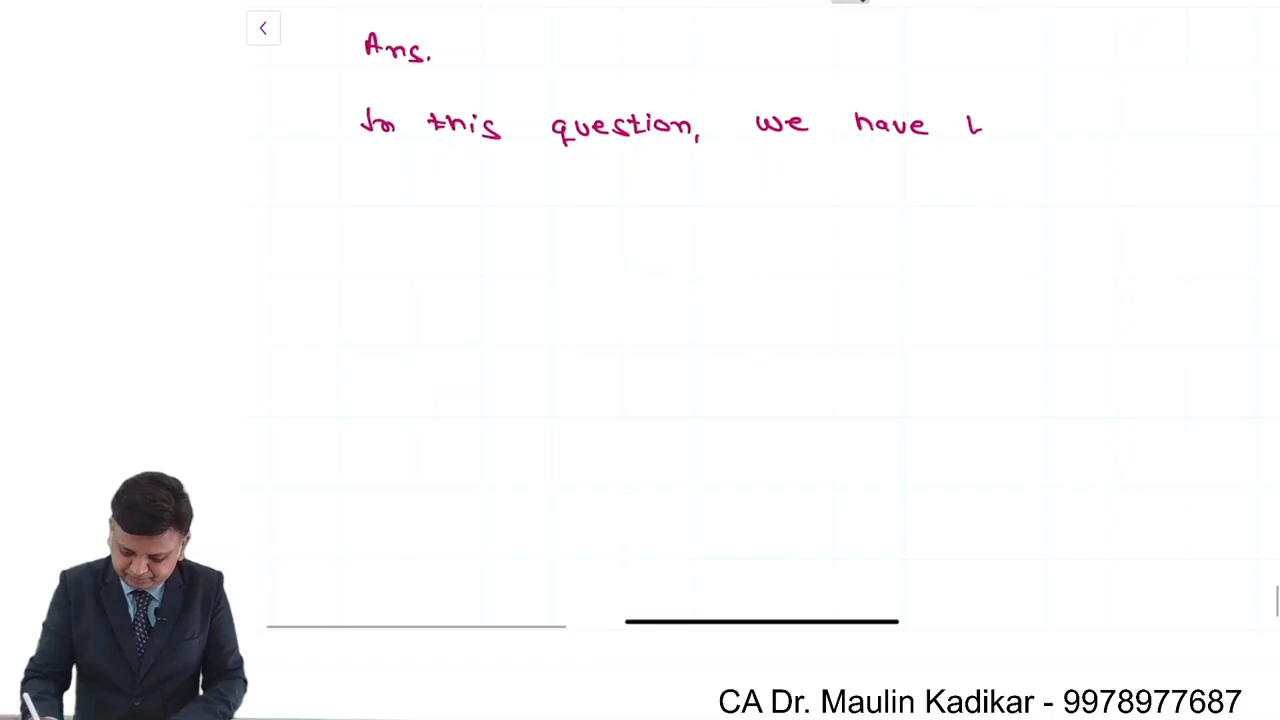 Ans.
In this question, we have
CA Dr. Maulin Kadikar - 9978977687